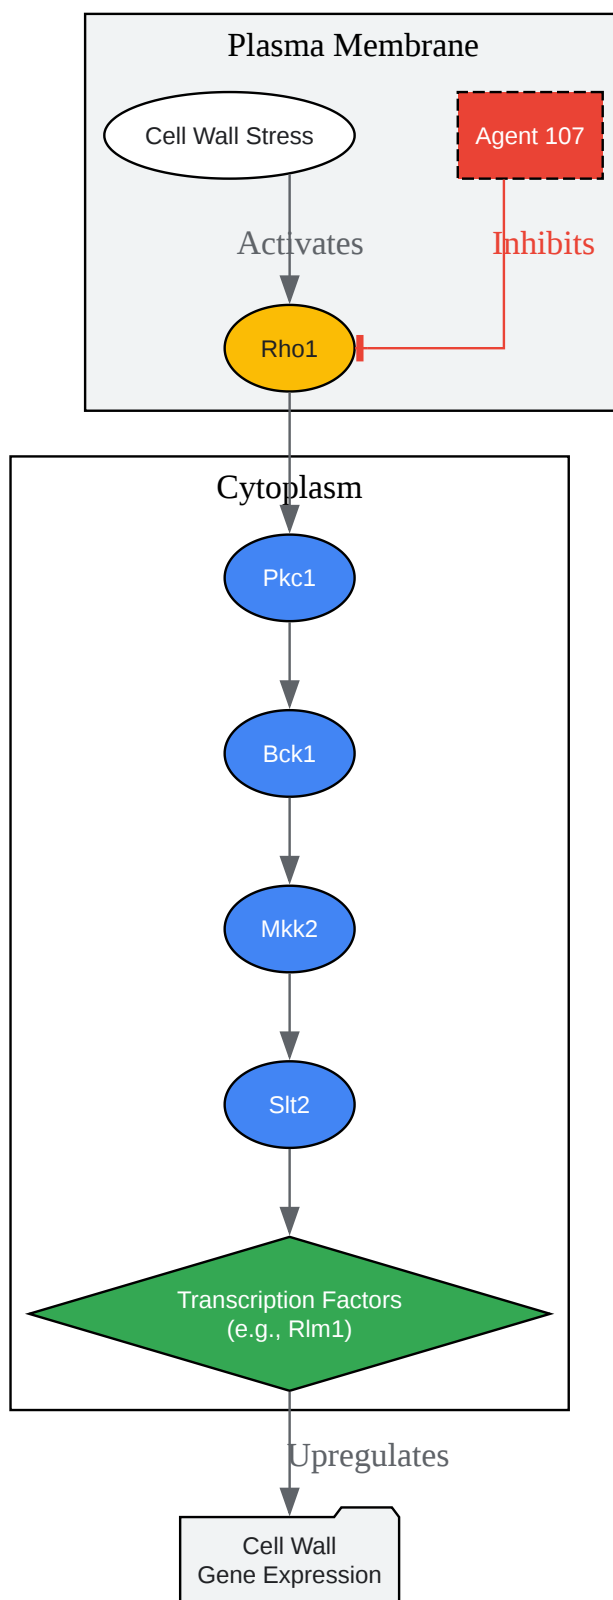 Plasma Membrane
Cell Wall Stress
Agent 107
Activates
Inhibits
Rho1
Cytoplasm
Pkc1
Bck1
Mkk2
Slt2
Transcription Factors
(e.g., Rlm1)
Upregulates
Cell Wall
Gene Expression